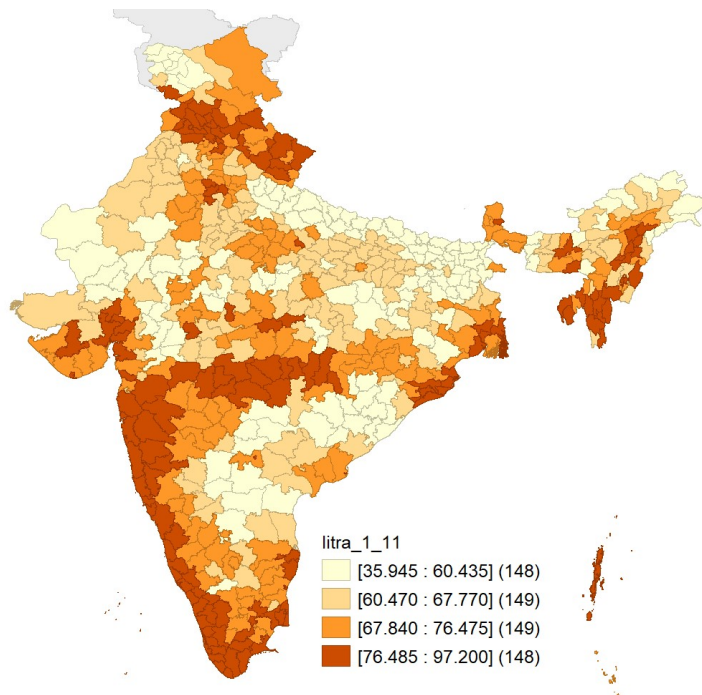 litra_1_11
[35.945 : 60.435] (148)
[60.470 : 67.770] (149)
[67.840 : 76.475] (149)
[76.485 : 97.200] (148)